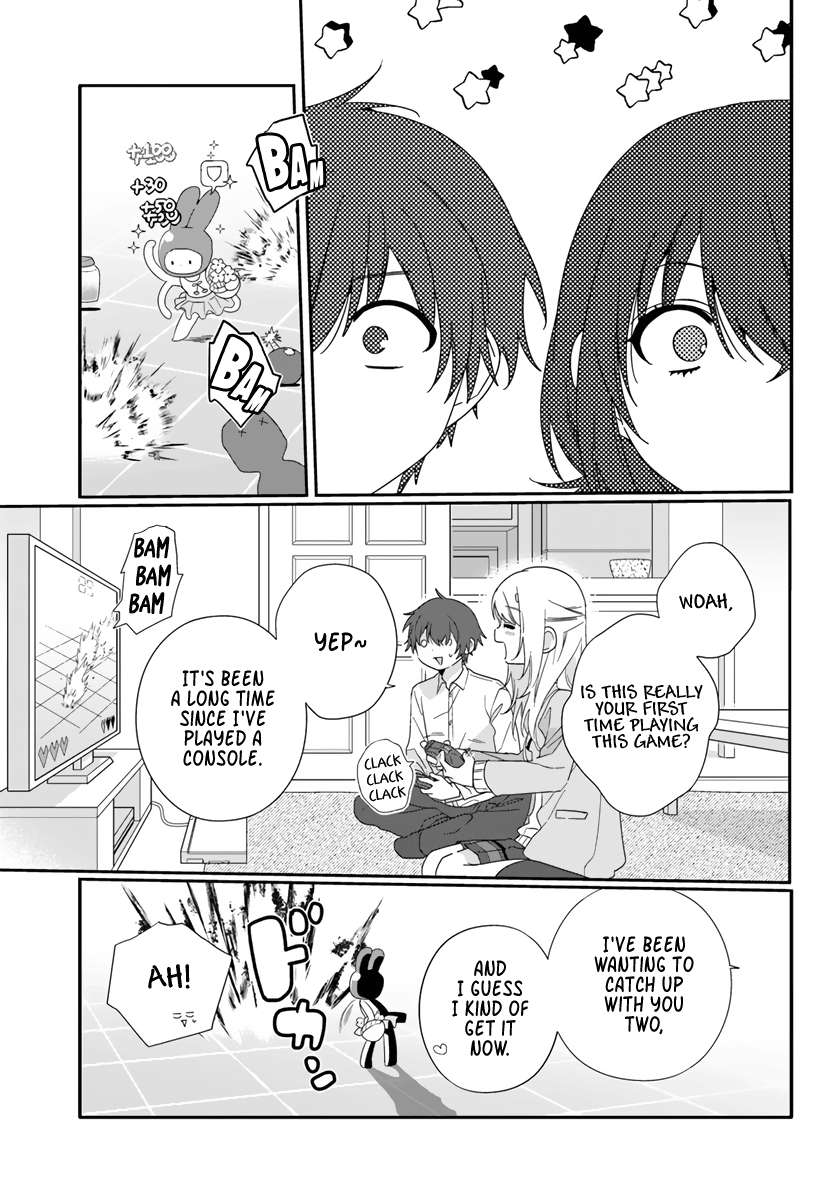 BAM
+100
+30
+50
BAM
WOAH,
IS THIS REALLY
YOUR FIRST
TIME PLAYING
THIS GAME?
YEP~
IT'S BEEN
A LONG TIME
SINCE I'VE
PLAYED A
CONSOLE.
CLACK
CLACK
CLACK
BAM
BAM
BAM
I'VE BEEN
WANTING TO
CATCH UP
WITH YOU
TWO,
AND
I GUESS
I KIND OF
GET IT
NOW.
ドカン
AH!